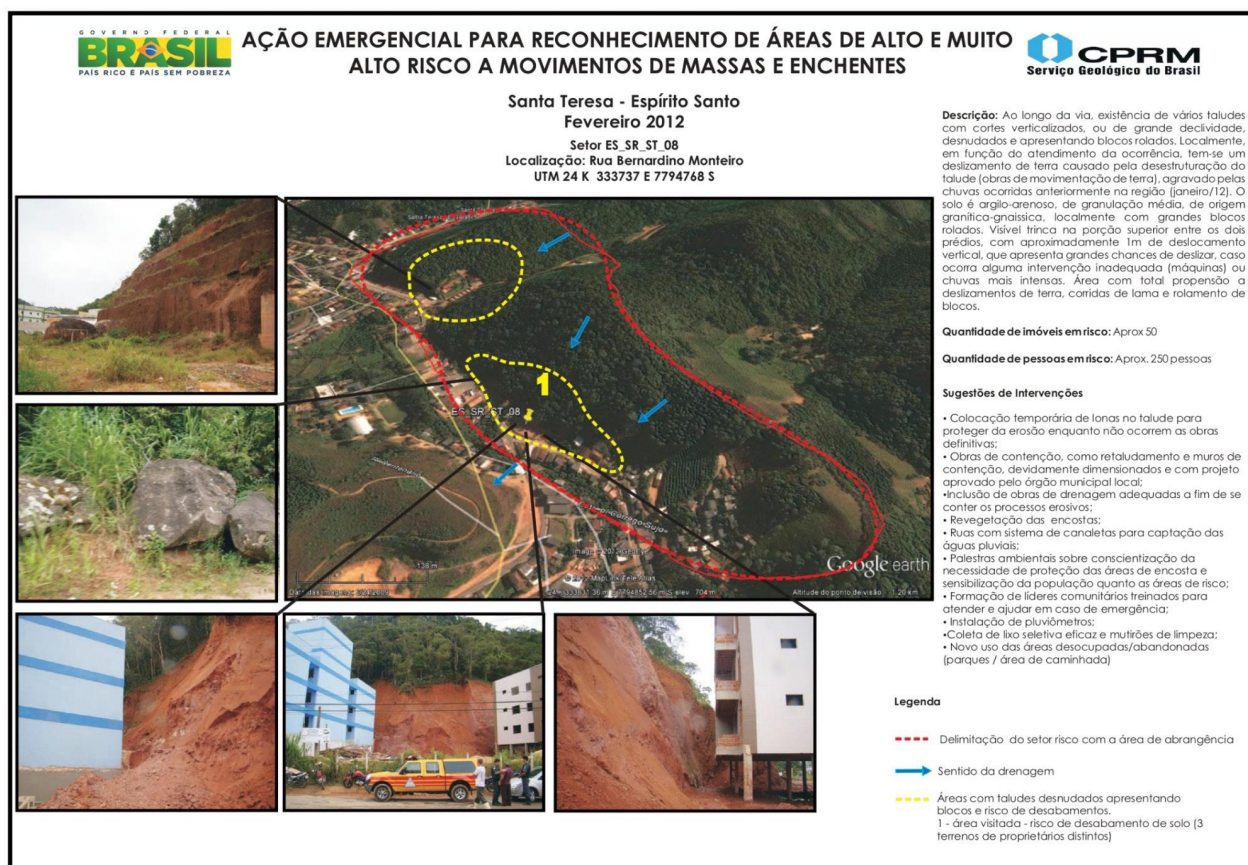 GOVERNO FEDERAL
BRASIL
PAÍS RICO É PAÍS SEM POBREZA
AÇÃO EMERGENCIAL PARA RECONHECIMENTO DE ÁREAS DE ALTO E MUITO
ALTO RISCO A MOVIMENTOS DE MASSAS E ENCHENTES
CPRM
Serviço Geológico do Brasil
Santa Teresa - Espírito Santo
Fevereiro 2012
Setor ES_SR_ST_08
Localização: Rua Bernardino Monteiro
UTM 24 K 333737 E 7794768 S
Descrição: Ao longo da via, existência de vários taludes
com cortes verticalizados, ou de grande declividade,
desnudados e apresentando blocos rolados. Localmente,
em função do atendimento da ocorrência, tem-se um
deslizamento de terra causado pela desestruturação do
talude (obras de movimentação de terra), agravado pelas
chuvas ocorridas anteriormente na região (janeiro/12). O
solo é argilo-arenoso, de granulação média, de origem
granítica-gnaissica, localmente com grandes blocos
rolados. Visível trinca na porção superior entre os dois
prédios, com aproximadamente 1m de deslocamento
vertical, que apresenta grandes chances de deslizar, caso
ocorra alguma intervenção inadequada (máquinas) ou
chuvas mais intensas. Área com total propensão a
deslizamentos de terra, corridas de lama e rolamento de
blocos.
Quantidade de imóveis em risco: Aprox 50
Quantidade de pessoas em risco: Aprox. 250 pessoas
Sugestões de Intervenções
• Colocação temporária de lonas no talude para
proteger da erosão enquanto não ocorrem as obras
definitivas;
• Obras de contenção, como retaludamento e muros de
contenção, devidamente dimensionados e com projeto
aprovado pelo órgão municipal local;
•Inclusão de obras de drenagem adequadas a fim de se
conter os processos erosivos;
• Revegetação das encostas;
• Ruas com sistema de canaletas para captação das
águas pluviais;
• Palestras ambientais sobre conscientização da
necessidade de proteção das áreas de encosta e
sensibilização da população quanto as áreas de risco;
• Formação de líderes comunitários treinados para
atender e ajudar em caso de emergência;
• Instalação de pluviômetros;
•Coleta de lixo seletiva eficaz e mutirões de limpeza;
• Novo uso das áreas desocupadas/abandonadas
(parques / área de caminhada)
1
ES_SR_ST_08
Córrego Sujo
138 m
Google earth
Altitude do ponto de visão 1.20 km
Legenda
Delimitação do setor risco com a área de abrangência
Sentido da drenagem
Áreas com taludes desnudados apresentando
blocos e risco de desabamentos.
1 - área visitada - risco de desabamento de solo (3
terrenos de proprietários distintos)